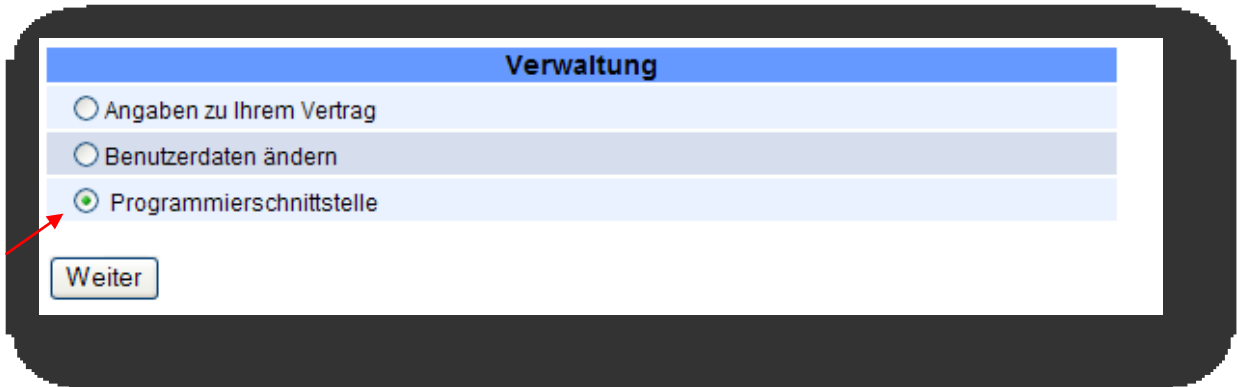 Verwaltung
Angaben zu Ihrem Vertrag
Benutzerdaten ändern
Programmierschnittstelle
Weiter